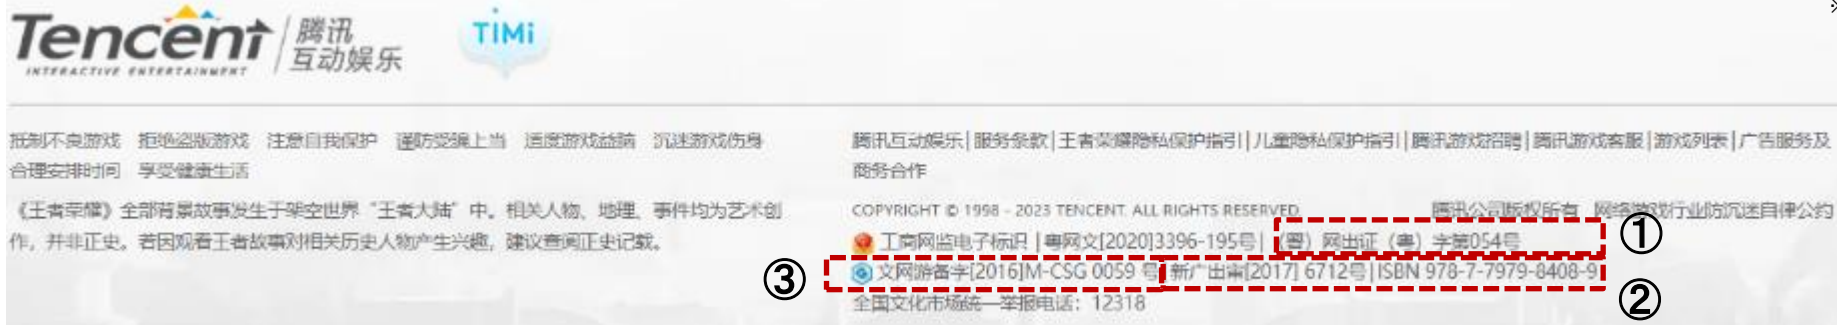 Tencent 腾讯
互动娱乐
INTERACTIVE ENTERTAINMENT
TiMi
抵制不良游戏 拒绝盗版游戏 注意自我保护 谨防受骗上当 适度游戏益脑 沉迷游戏伤身
合理安排时间 享受健康生活
《王者荣耀》全部背景故事发生于架空世界“王者大陆”中。相关人物、地理、事件均为艺术创
作，并非正史。若因观看王者故事对相关历史人物产生兴趣，建议查阅正史记载。
腾讯互动娱乐|服务条款|王者荣耀隐私保护指引|儿童隐私保护指引|腾讯游戏招聘|腾讯游戏客服|游戏列表|广告服务及
商务合作
COPYRIGHT © 1998 - 2023 TENCENT. ALL RIGHTS RESERVED. 腾讯公司版权所有 网络游戏行业防沉迷自律公约
工商网监电子标识 |粤网文[2020]3396-195号| （署）网出证（粤）字第054号 ①
③ 文网游备字[2016]M-CSG 0059 号|新广出审[2017] 6712号|ISBN 978-7-7979-8408-9 ②
全国文化市场统一举报电话：12318